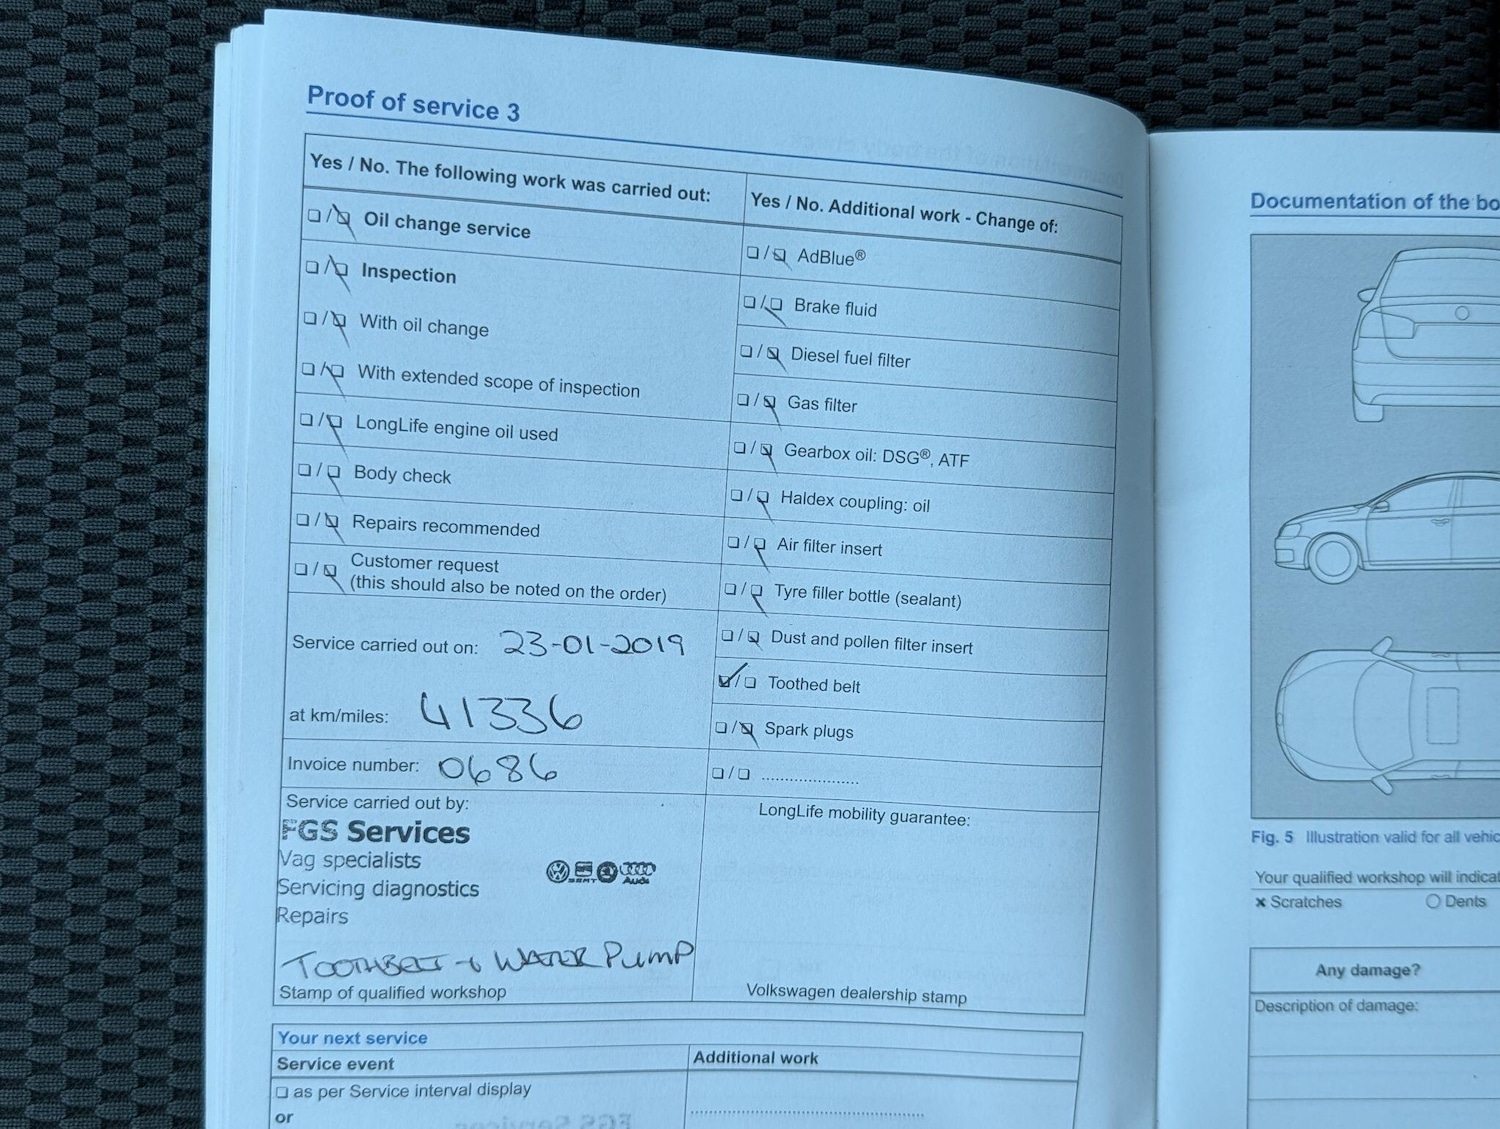 Proof of service 3
Yes / No. The following work was carried out:
☐/☒ Oil change service
☐/☒ Inspection
☐/☒ With oil change
☐/☒ With extended scope of inspection
☐/☒ LongLife engine oil used
☐/☒ Body check
☐/☒ Repairs recommended
☐/☒ Customer request
(this should also be noted on the order)
Service carried out on: 23-01-2019
at km/miles: 41336
Invoice number: 0686
Service carried out by:
FGS Services
Vag specialists
Servicing diagnostics
Repairs
SEAT
Audi
TOOTHBELT + WATER PUMP
Stamp of qualified workshop
Yes / No. Additional work - Change of:
☐/☒ AdBlue®
☐/☒ Brake fluid
☐/☒ Diesel fuel filter
☐/☒ Gas filter
☐/☒ Gearbox oil: DSG®, ATF
☐/☒ Haldex coupling: oil
☐/☒ Air filter insert
☐/☒ Tyre filler bottle (sealant)
☐/☒ Dust and pollen filter insert
☑/☐ Toothed belt
☐/☒ Spark plugs
☐/☐ .....................
LongLife mobility guarantee:
Volkswagen dealership stamp
Your next service
Service event
☐ as per Service interval display
or
Additional work
Documentation of the
Fig. 5 Illustration valid for all
Your qualified workshop will
× Scratches
○ Dents
Any damage?
Description of damage: